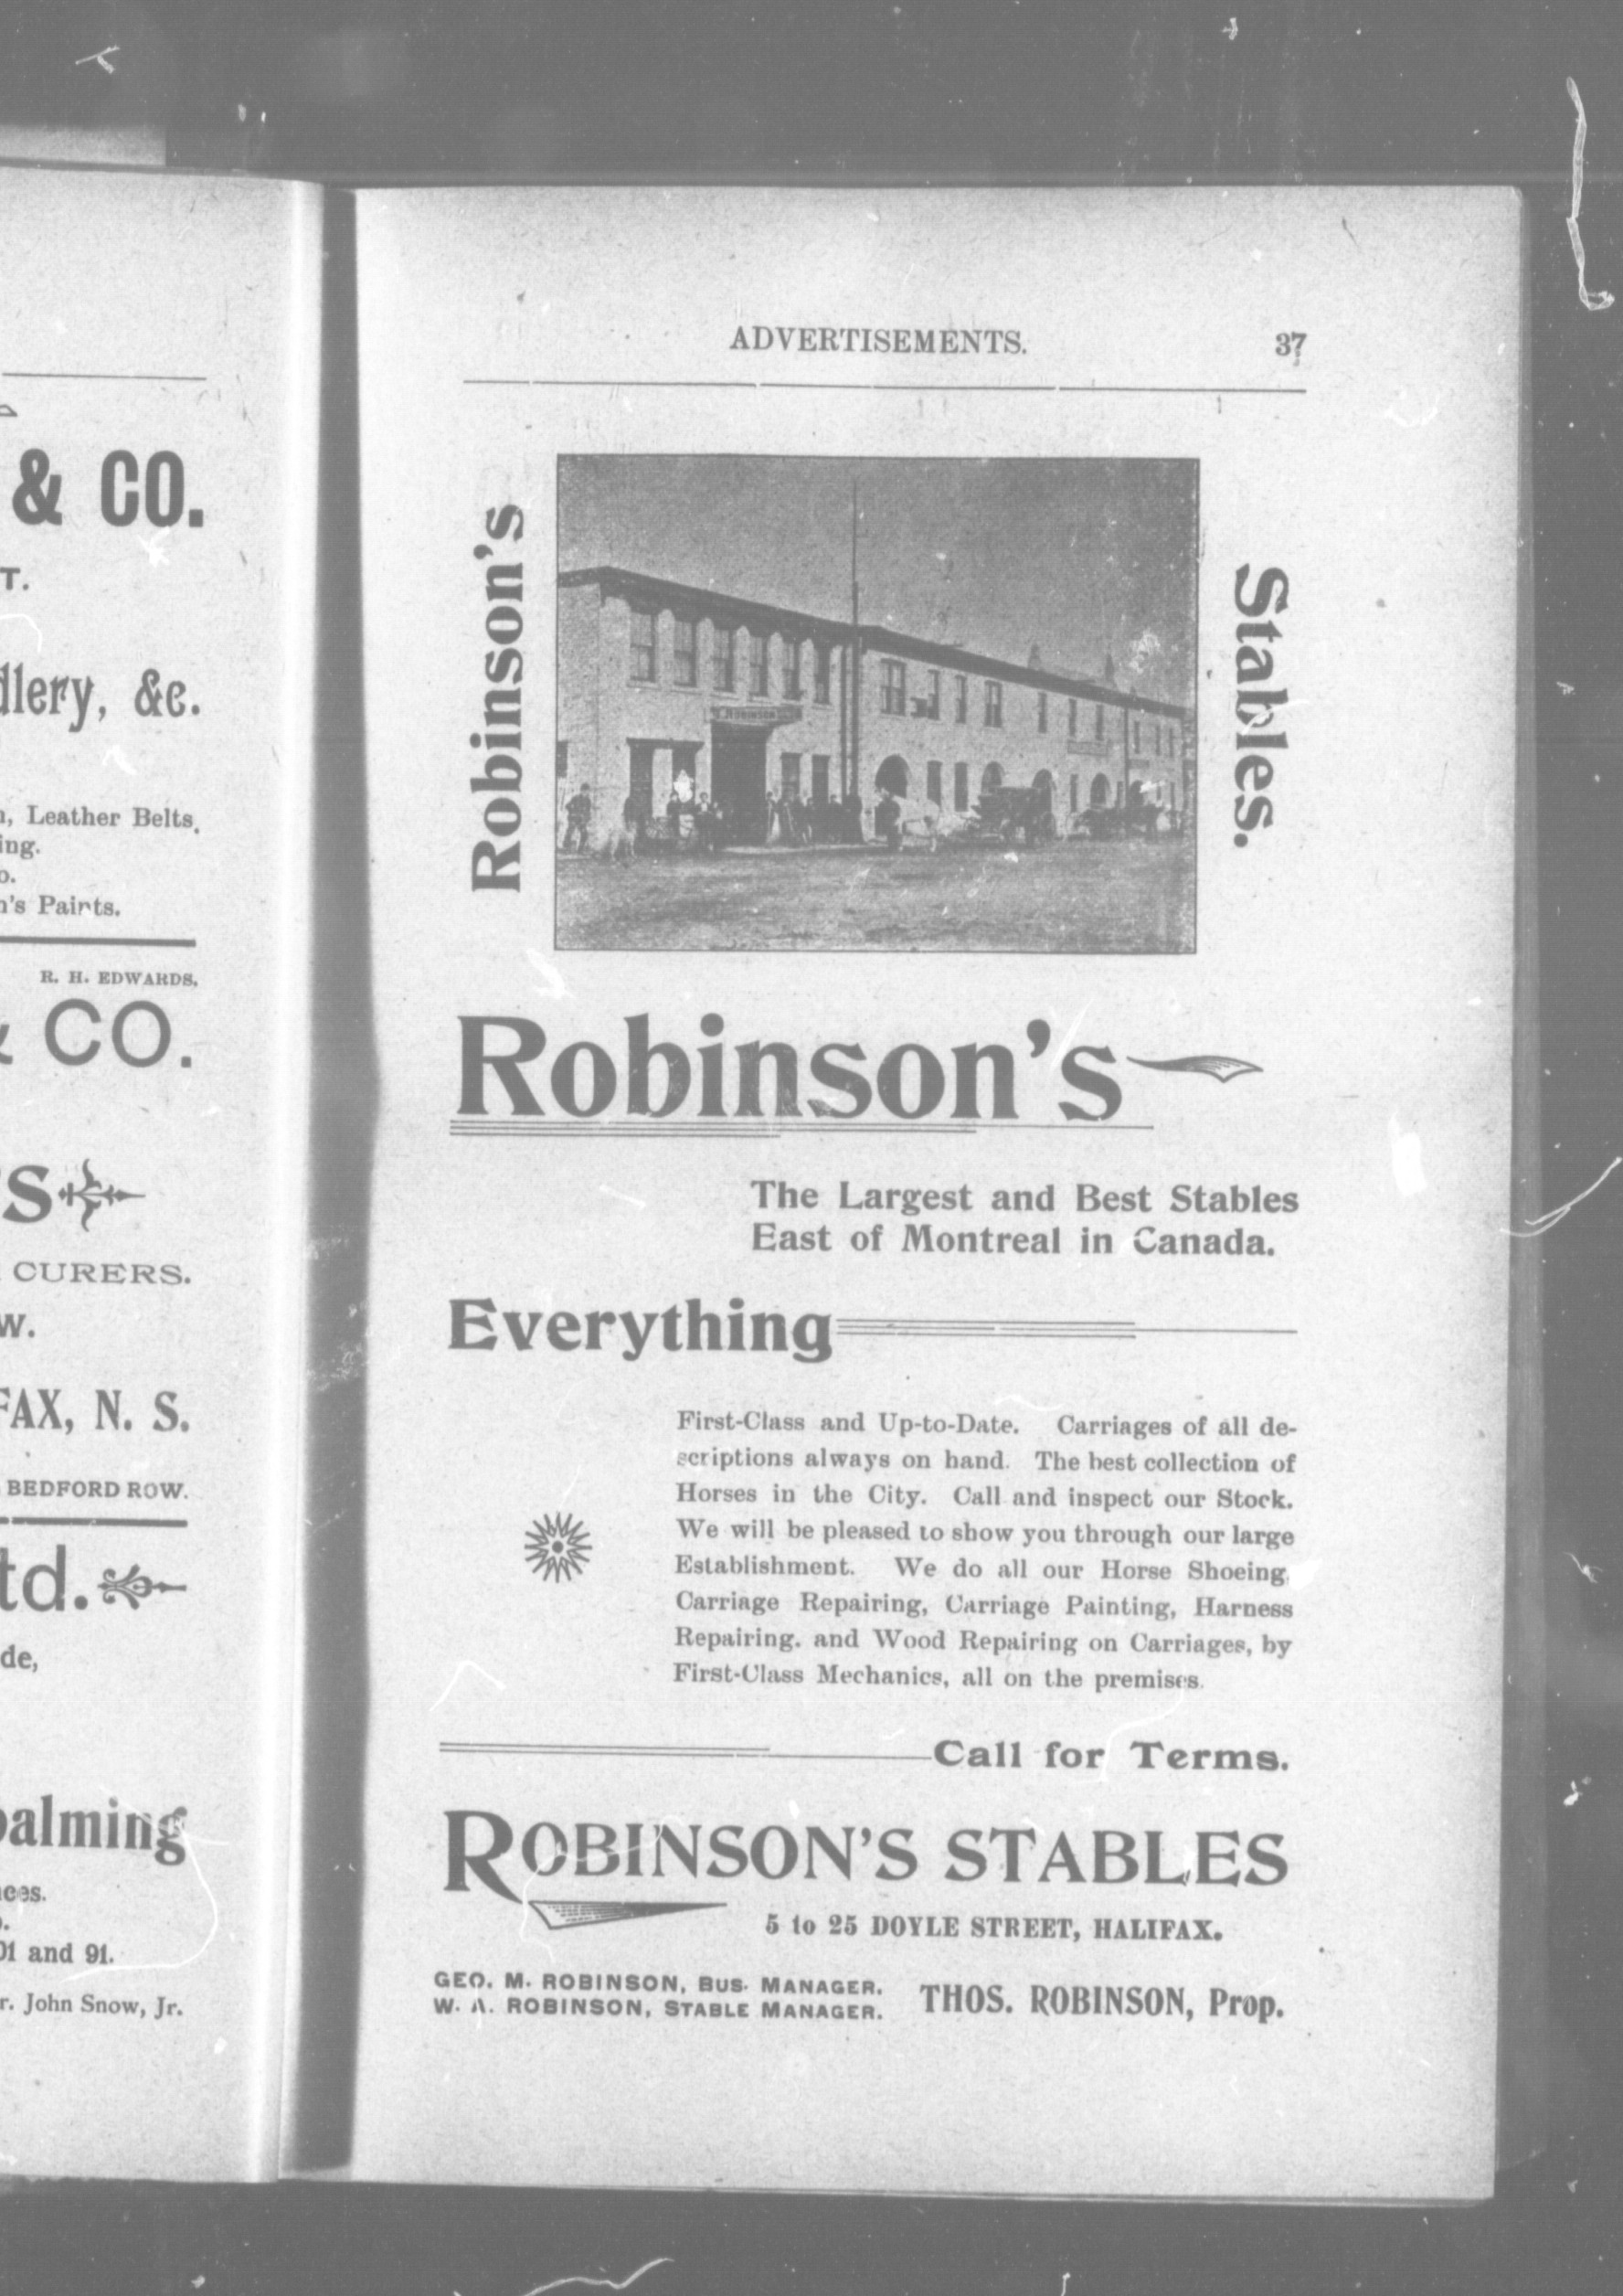 & CO.
T.
dlery, &c.
, Leather Belts.
ing.
o.
n's Paints.
R. H. EDWARDS.
& CO.
S
CURERS.
W.
FAX, N. S.
BEDFORD ROW.
td.
de,
balming
ces.
01 and 91.
r. John Snow, Jr.
ADVERTISEMENTS. 37
Robinson's
Stables.
ROBINSON
Robinson's
The Largest and Best Stables
East of Montreal in Canada.
Everything
First-Class and Up-to-Date. Carriages of all de-
scriptions always on hand. The best collection of
Horses in the City. Call and inspect our Stock.
We will be pleased to show you through our large
Establishment. We do all our Horse Shoeing,
Carriage Repairing, Carriage Painting, Harness
Repairing. and Wood Repairing on Carriages, by
First-Class Mechanics, all on the premises.
Call for Terms.
ROBINSON'S STABLES
5 to 25 DOYLE STREET, HALIFAX.
GEO. M. ROBINSON, BUS. MANAGER.
W. A. ROBINSON, STABLE MANAGER.
THOS. ROBINSON, Prop.